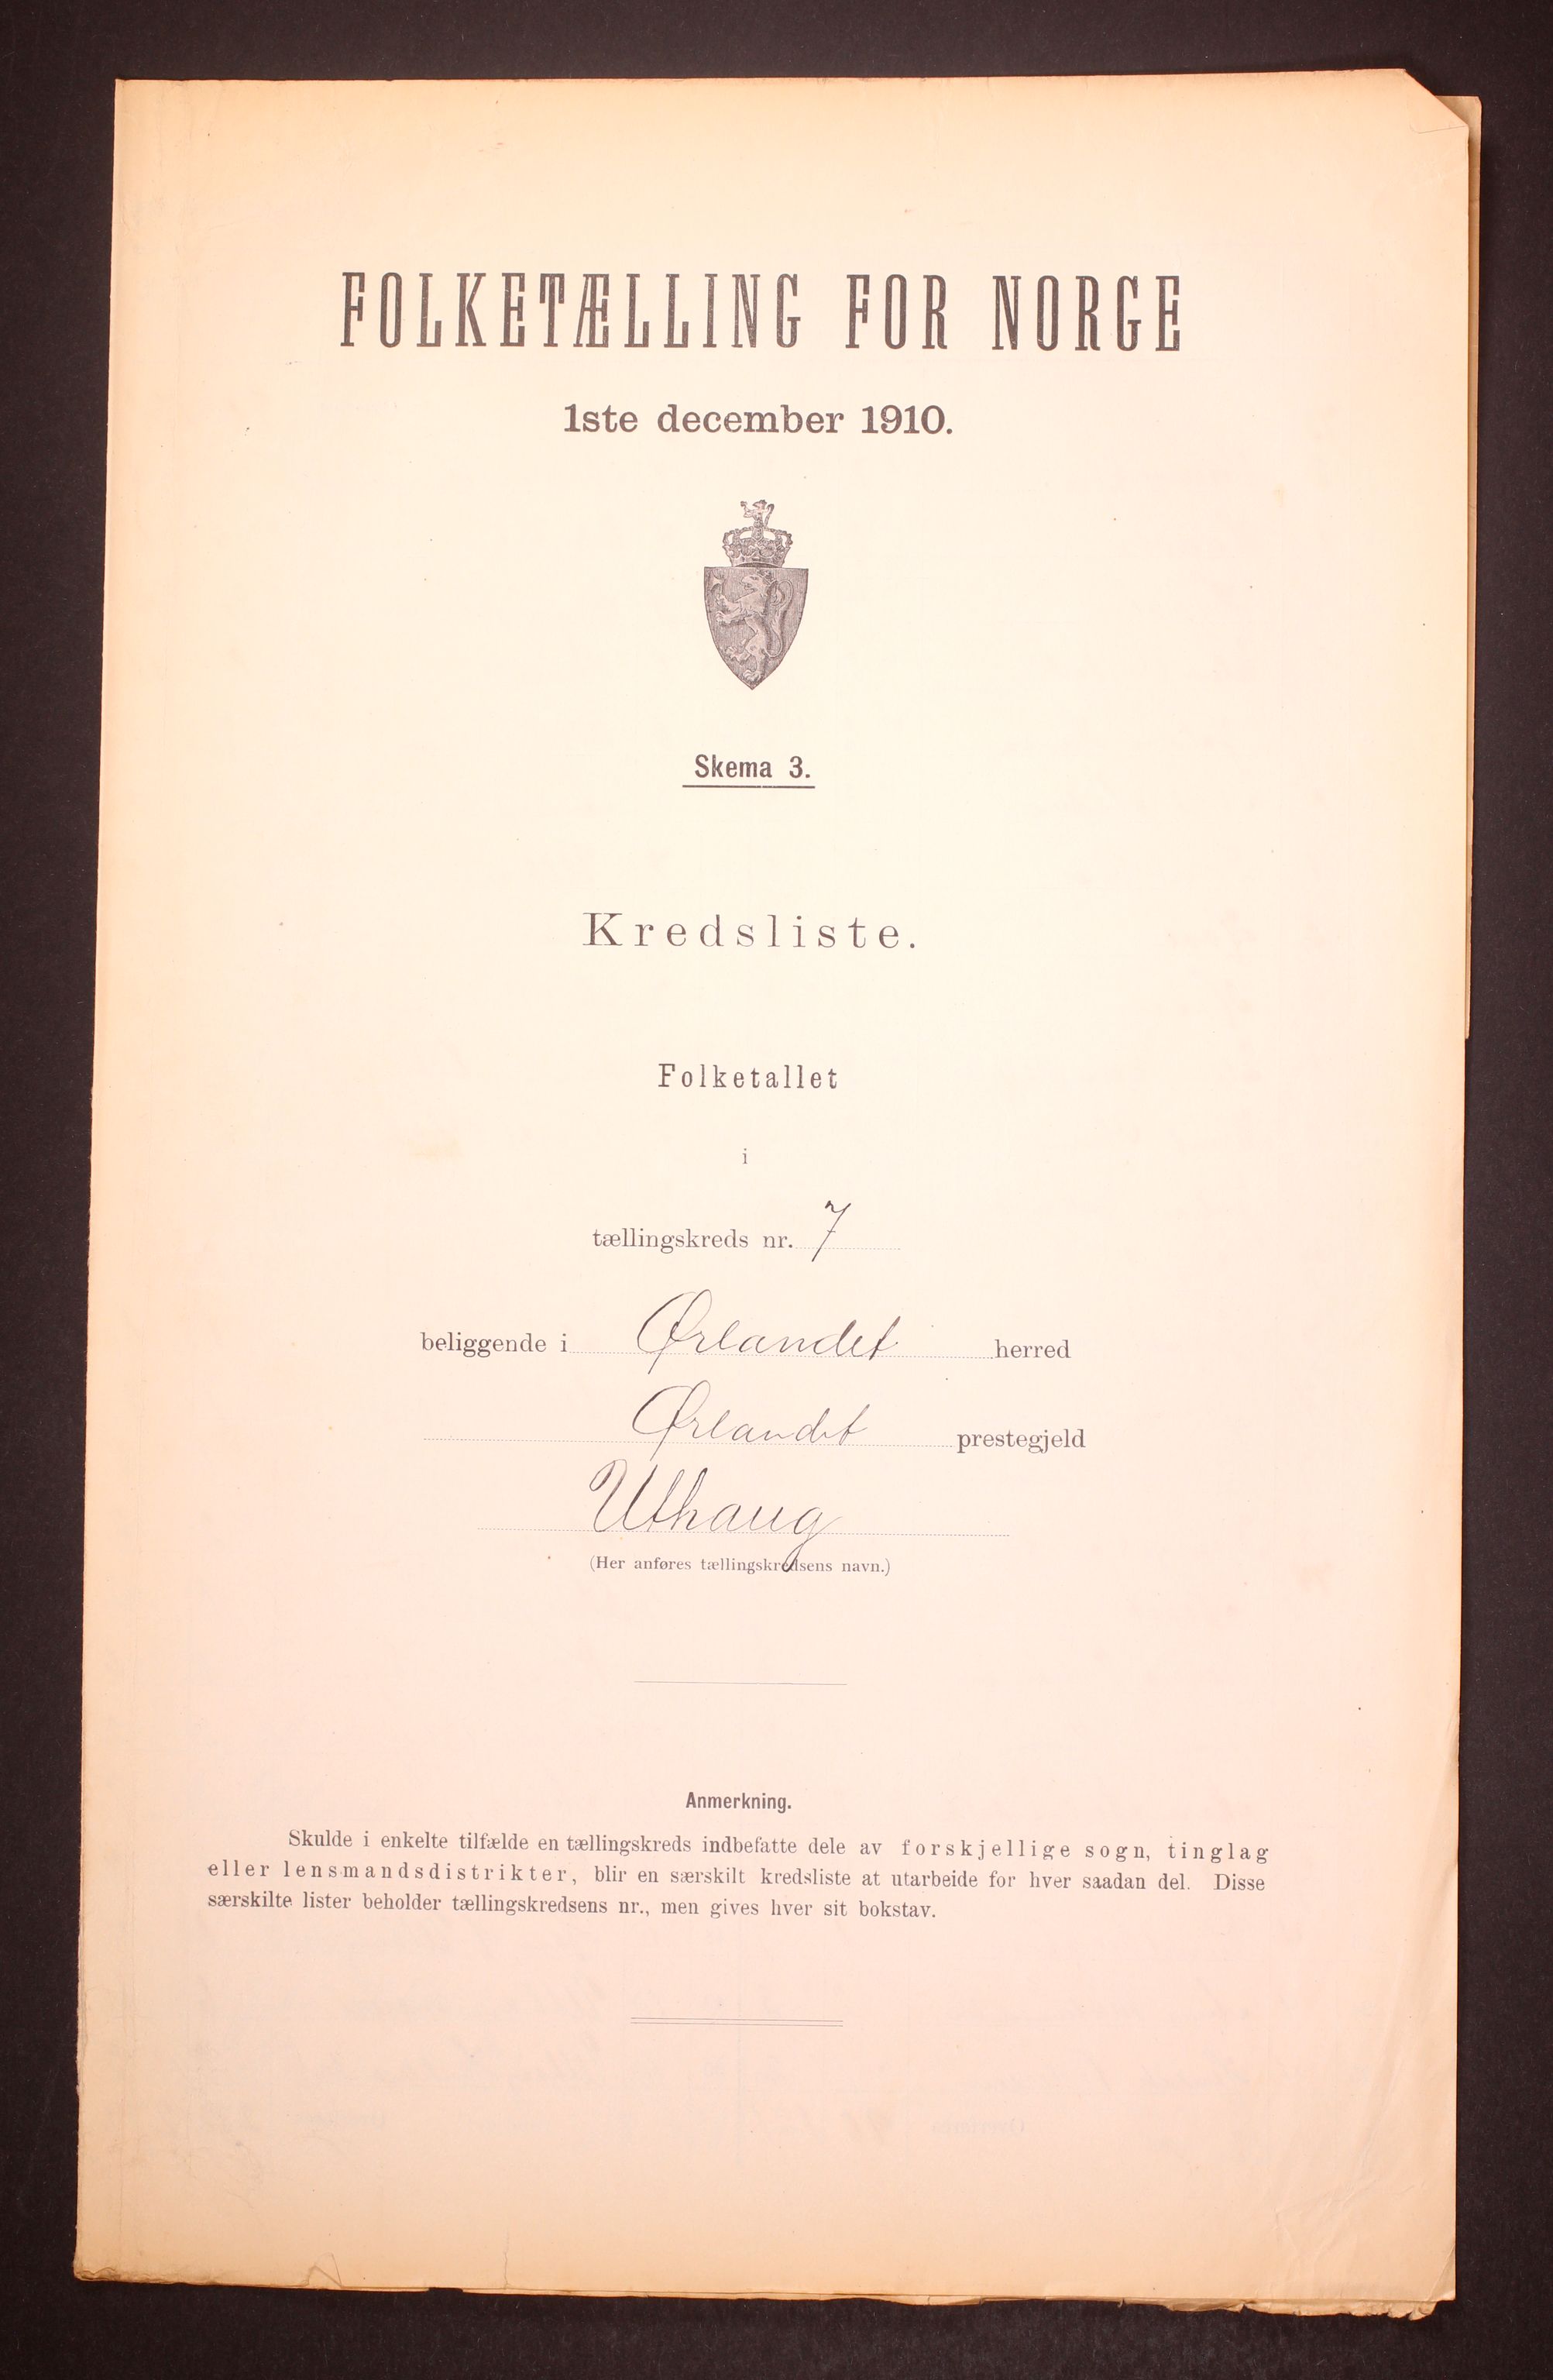 FOLKETÆLLING FOR NORGE
1ste december 1910.
Skema 3.
Kredsliste.
Folketallet
i
tællingskreds nr. 7
beliggende i Ørlandet herred
Ørlandet prestegjeld
Uthaug
(Her anføres tællingskredsens navn.)
Anmerkning.
Skulde i enkelte tilfælde en tællingskreds indbefatte dele av forskjellige sogn, tinglag
eller lensmandsdistrikter, blir en særskilt kredsliste at utarbeide for hver saadan del. Disse
særskilte lister beholder tællingskredsens nr., men gives hver sit bokstav.